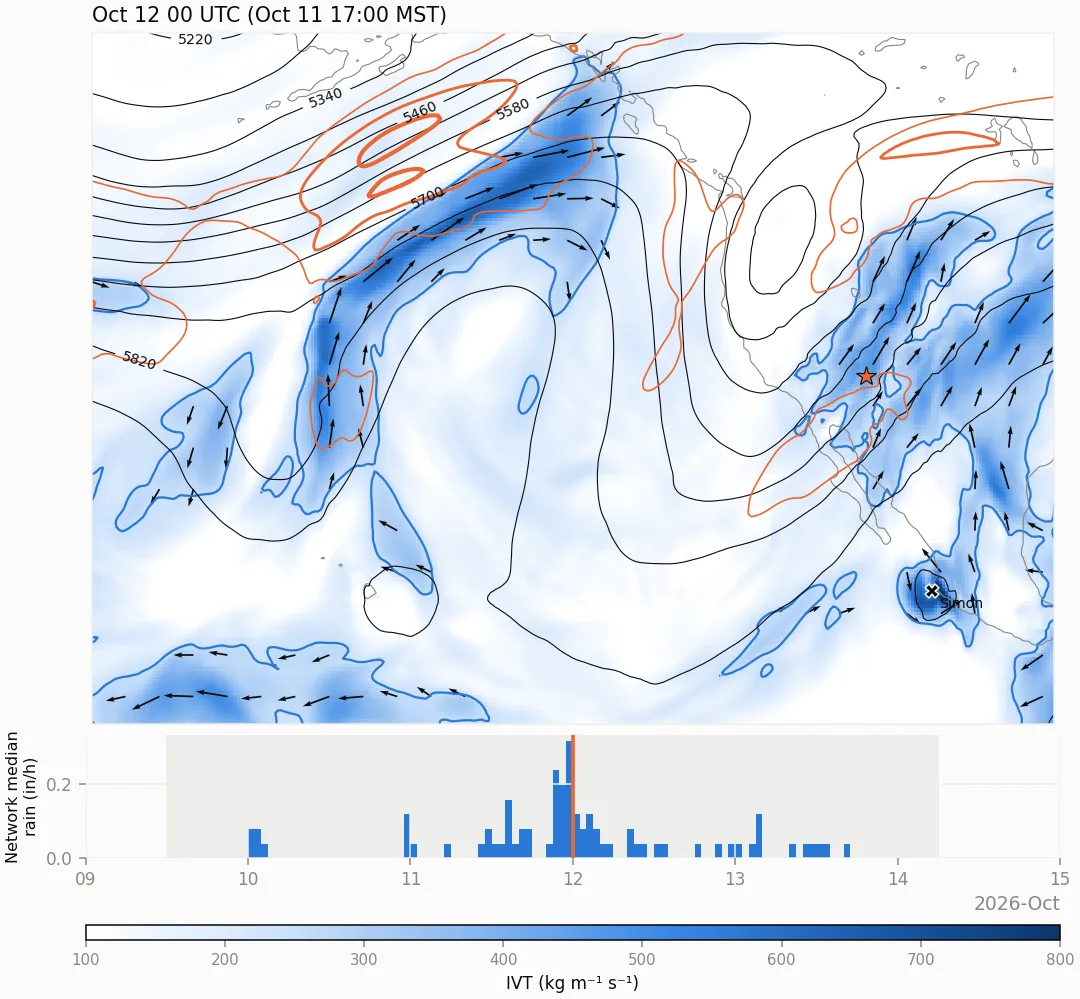 Oct 12 00 UTC (Oct 11 17:00 MST)
5220
5340
5460
5580
5700
5820
Simon
Network median
rain (in/h)
0.2
0.0
09 10 11 12 13 14 15
2026-Oct
100 200 300 400 500 600 700 800
IVT (kg m⁻¹ s⁻¹)